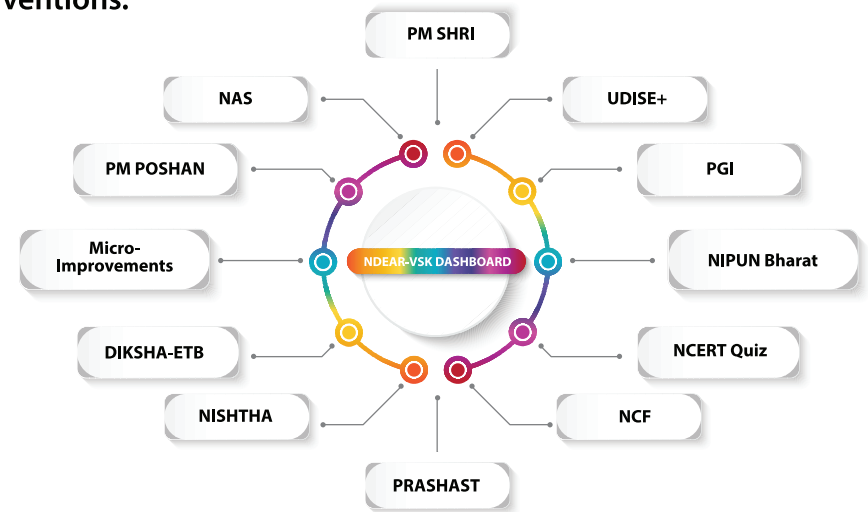 ventions.
PM SHRI
NAS
UDISE+
PM POSHAN
PGI
Micro-
Improvements
NDEAR-VSK DASHBOARD
NIPUN Bharat
DIKSHA-ETB
NCERT Quiz
NISHTHA
NCF
PRASHAST